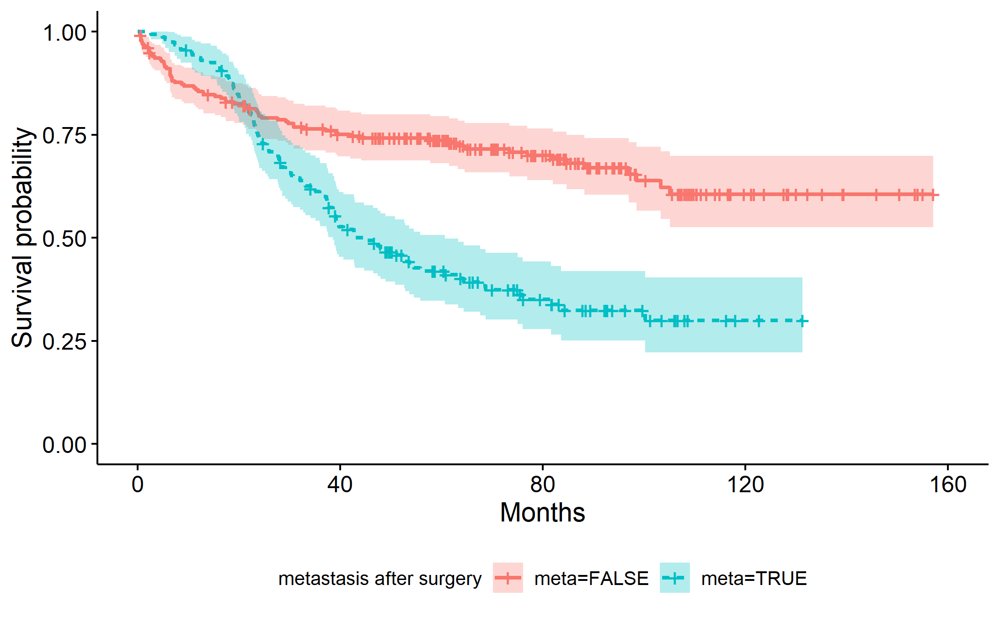 Survival probability
1.00
0.75
0.50
0.25
0.00
0 40 80 120 160
Months
metastasis after surgery meta=FALSE meta=TRUE